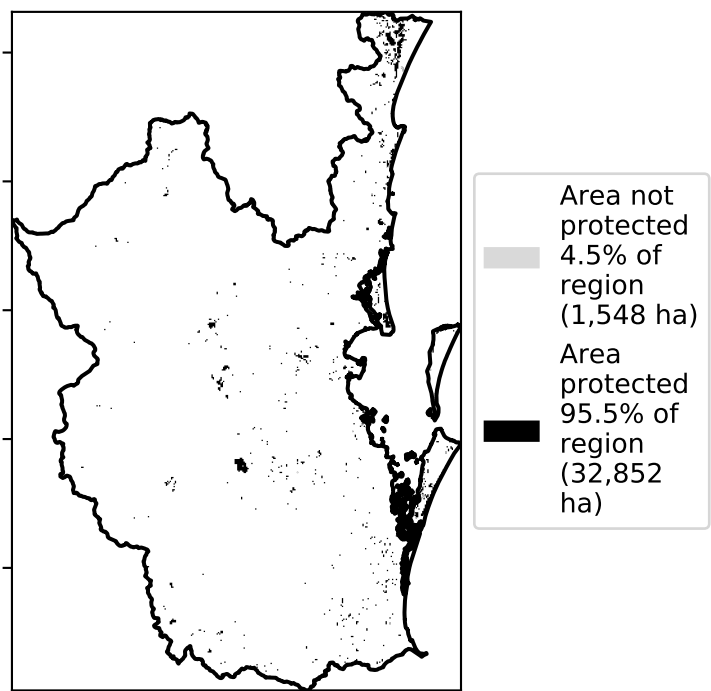 Area not
protected
4.5% of
region
(1,548 ha)
Area
protected
95.5% of
region
(32,852
ha)